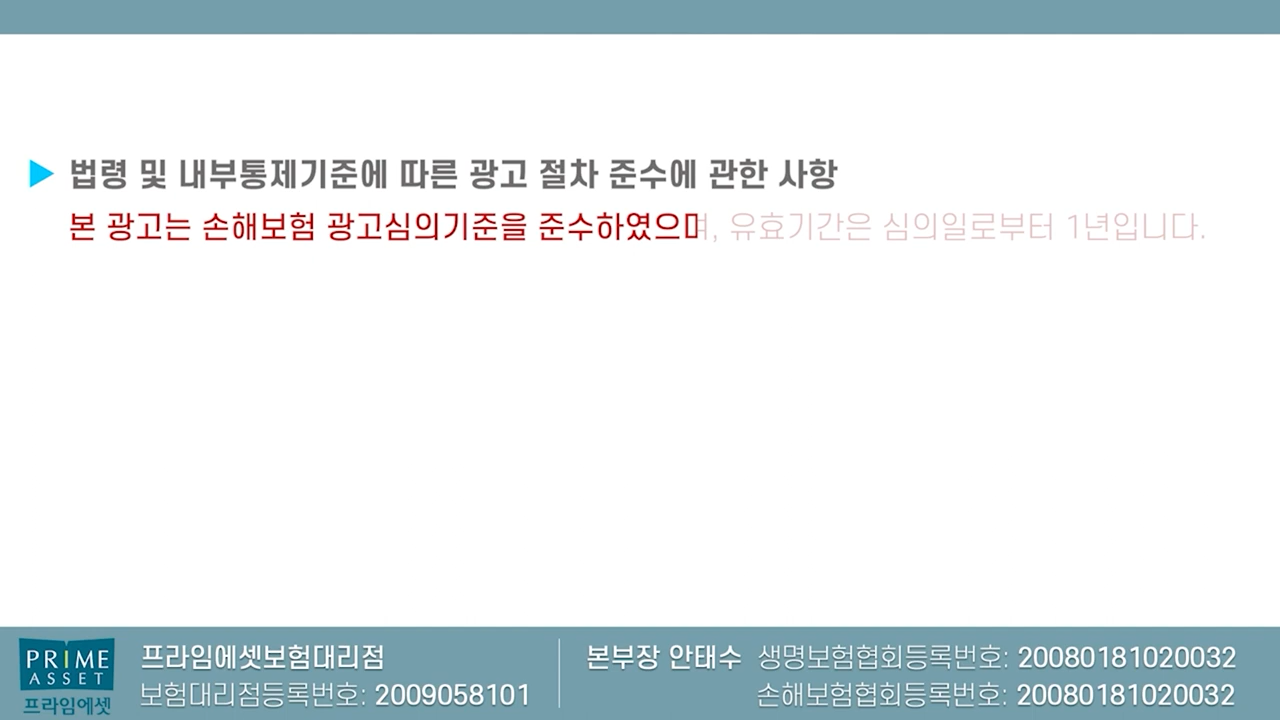 법령 및 내부통제기준에 따른 광고 절차 준수에 관한 사항
본 광고는 손해보험 광고심의기준을 준수하였으며, 유효기간은 심의일로부터 1년입니다.
PRIME
ASSET
프라임에셋
프라임에셋보험대리점
보험대리점등록번호: 2009058101
본부장 안태수 생명보험협회등록번호: 20080181020032
손해보험협회등록번호: 20080181020032